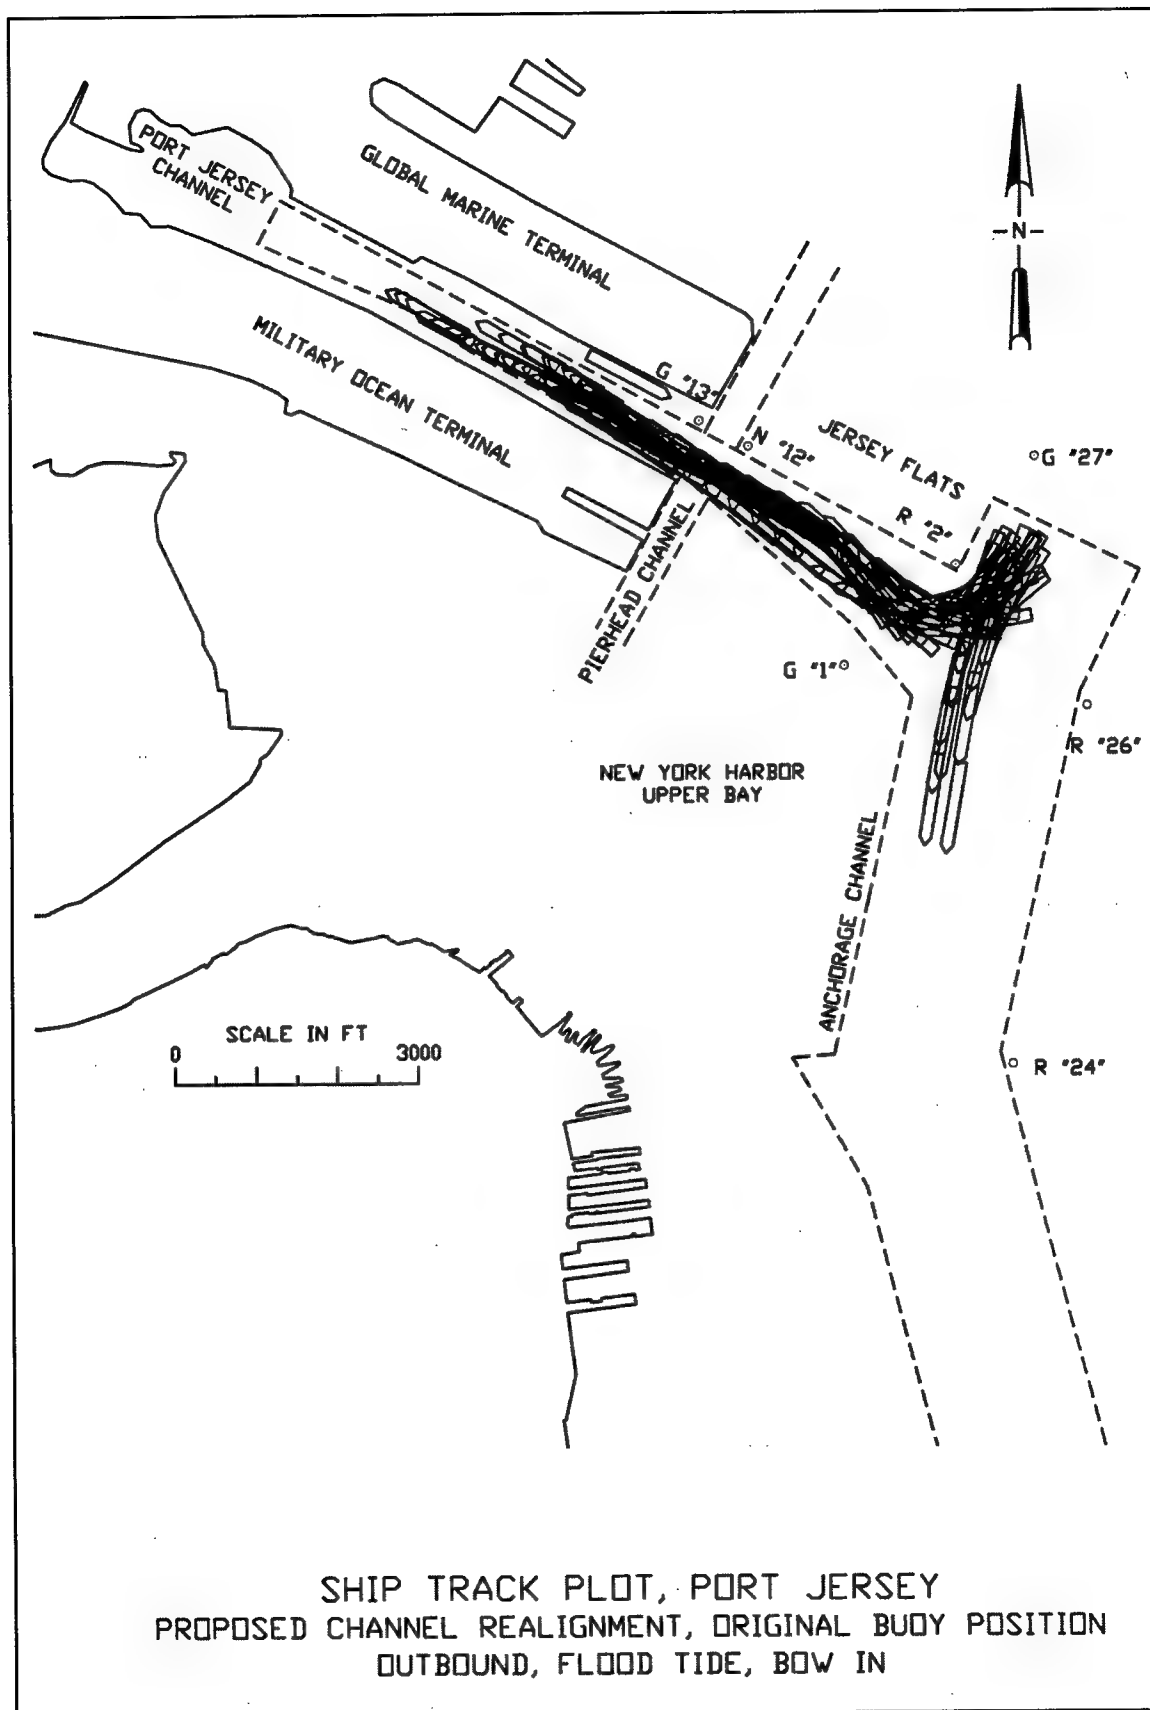 PORT JERSEY
CHANNEL
GLOBAL MARINE TERMINAL
MILITARY OCEAN TERMINAL
N
G "13"
N "12"
JERSEY FLATS
G "27"
R "2"
PIERHEAD CHANNEL
G "1"
R "26"
NEW YORK HARBOR
UPPER BAY
ANCHORAGE CHANNEL
SCALE IN FT
0 3000
R "24"
SHIP TRACK PLOT, PORT JERSEY
PROPOSED CHANNEL REALIGNMENT, ORIGINAL BUOY POSITION
OUTBOUND, FLOOD TIDE, BOW IN